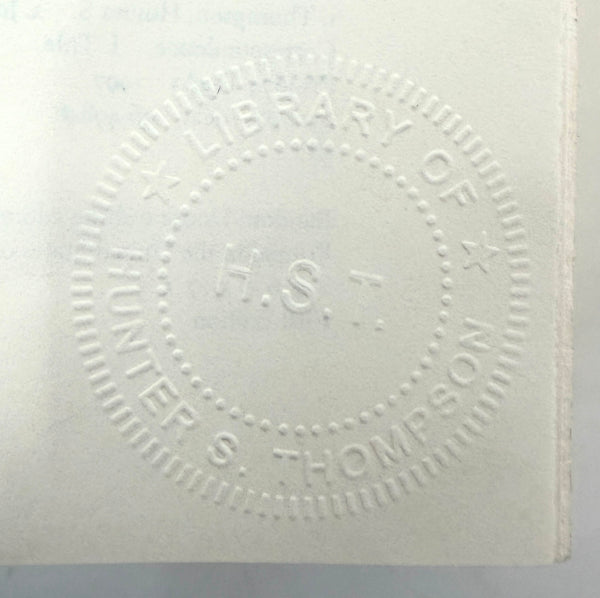 LIBRARY OF
H.S.T.
HUNTER S. THOMPSON